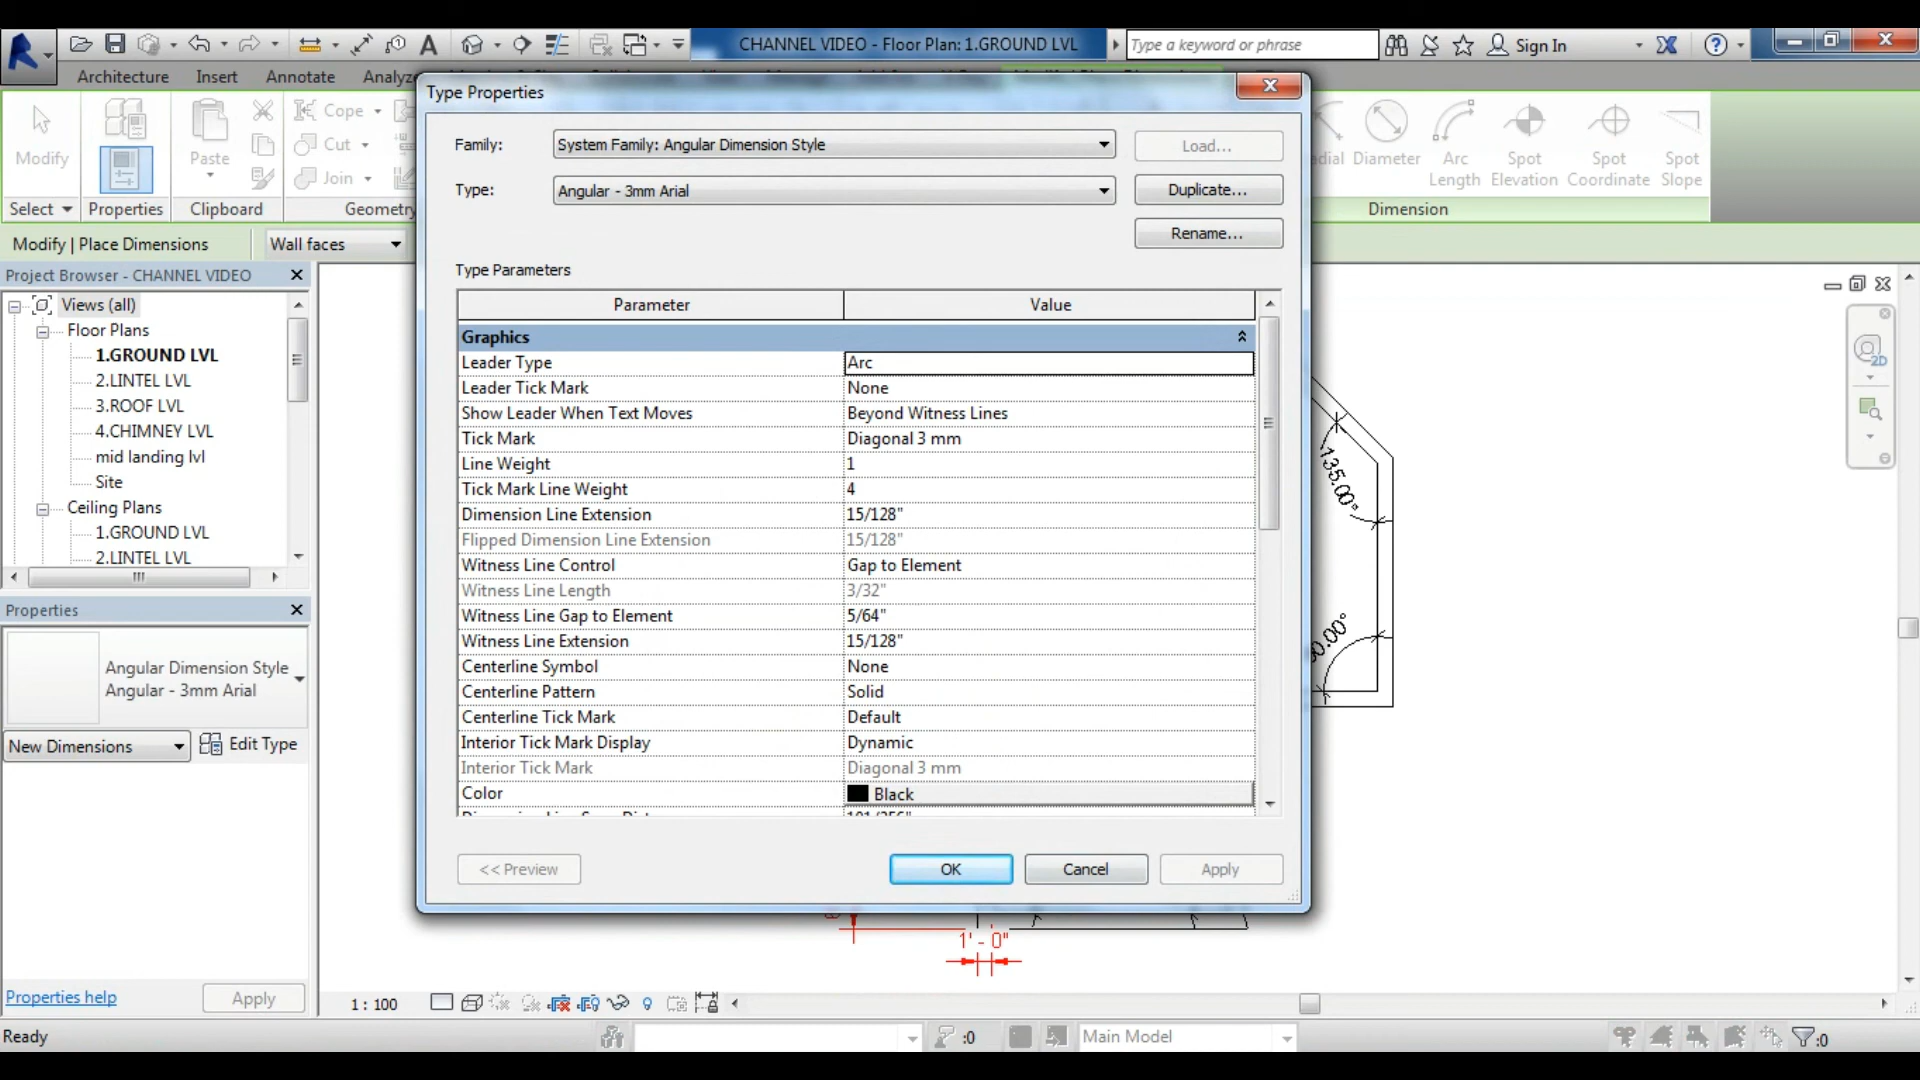 CHANNEL VIDEO - Floor Plan: 1.GROUND LVL
Type a keyword or phrase
Sign In
Architecture Insert Annotate Analyze
Modify
Paste
Cope
Cut
Join
Diameter
Arc Length
Spot Elevation
Spot Coordinate
Spot Slope
Select Properties Clipboard Geometry Dimension
Modify | Place Dimensions
Wall faces
Project Browser - CHANNEL VIDEO
Views (all)
Floor Plans
1.GROUND LVL
2.LINTEL LVL
3.ROOF LVL
4.CHIMNEY LVL
mid landing lvl
Site
Ceiling Plans
1.GROUND LVL
2.LINTEL LVL
Properties
Angular Dimension Style
Angular - 3mm Arial
New Dimensions
Edit Type
Properties help
Apply
Type Properties
Family:
System Family: Angular Dimension Style
Load...
Type:
Angular - 3mm Arial
Duplicate...
Rename...
Type Parameters
Parameter Value
Graphics
Leader Type Arc
Leader Tick Mark None
Show Leader When Text Moves Beyond Witness Lines
Tick Mark Diagonal 3 mm
Line Weight 1
Tick Mark Line Weight 4
Dimension Line Extension 15/128"
Flipped Dimension Line Extension 15/128"
Witness Line Control Gap to Element
Witness Line Length 3/32"
Witness Line Gap to Element 5/64"
Witness Line Extension 15/128"
Centerline Symbol None
Centerline Pattern Solid
Centerline Tick Mark Default
Interior Tick Mark Display Dynamic
Interior Tick Mark Diagonal 3 mm
Color Black
<< Preview
OK
Cancel
Apply
135.00°
1' - 0"
1 : 100
Ready
:0
Main Model
:0
2D